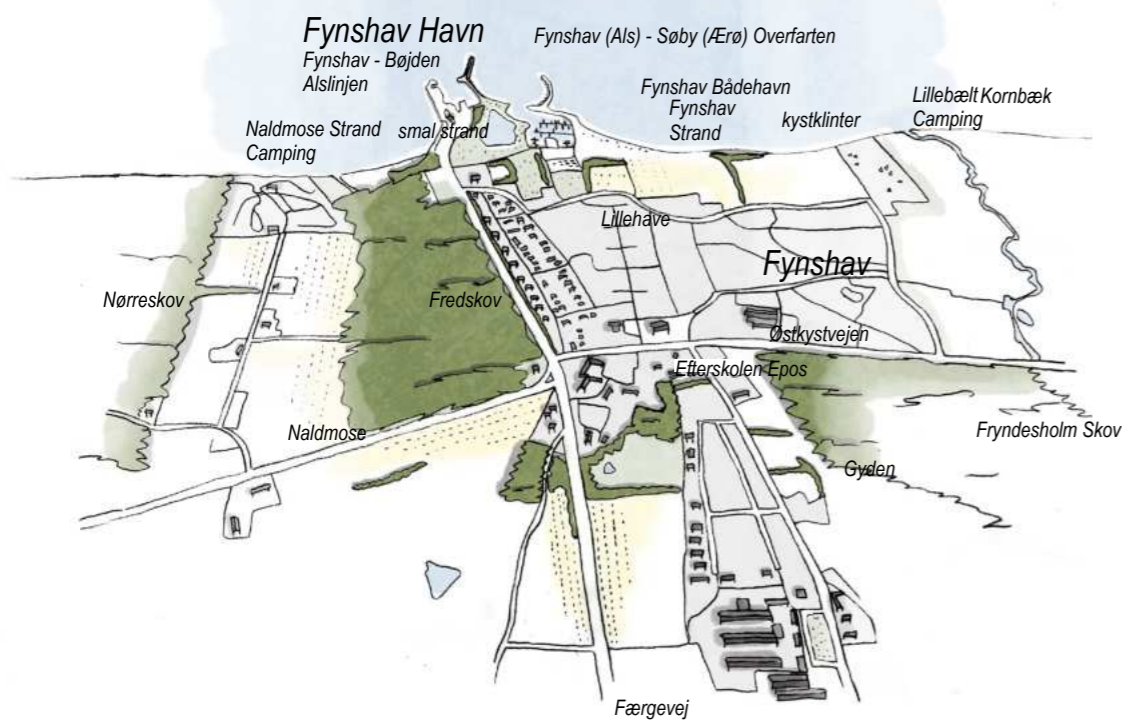 Fynshav Havn
Fynshav - Bøjden
Alslinjen
Fynshav (Als) - Søby (Ærø) Overfarten
Naldmose Strand
Camping
smal strand
Fynshav Bådehavn
Fynshav
Strand
kystklinter
Lillebælt
Camping
Kornbæk
Lillehave
Fynshav
Nørreskov
Fredskov
Østkystvejen
Efterskolen Epos
Naldmose
Fryndesholm Skov
Gyden
Færgevej